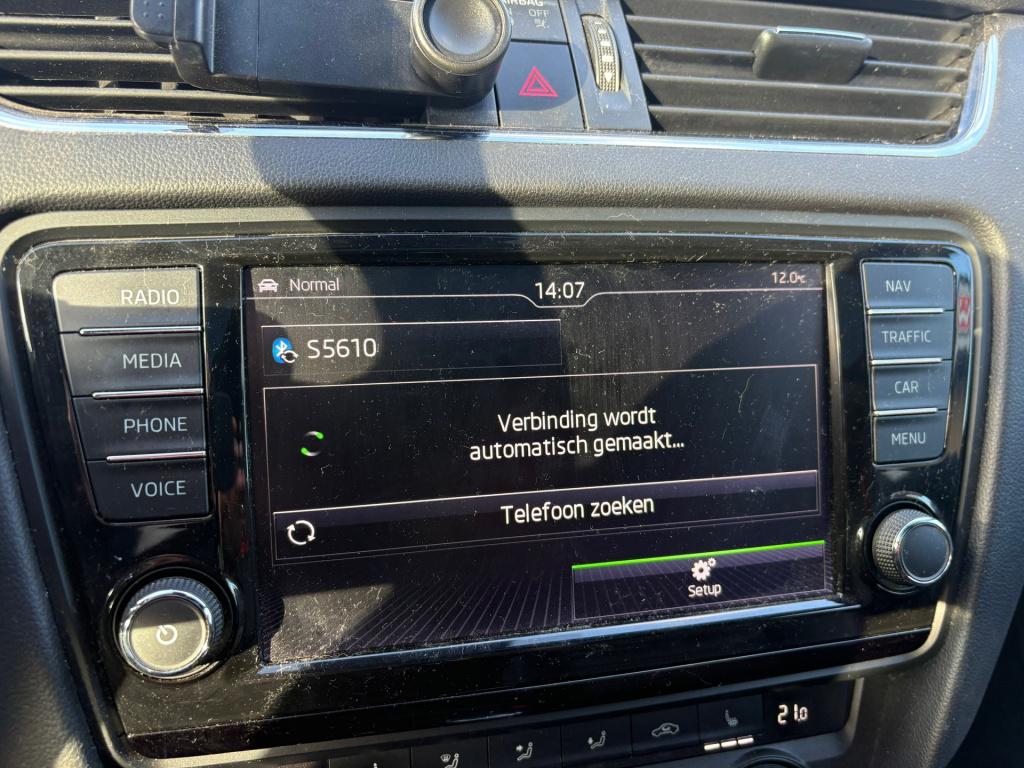 AIRBAG
OFF
RADIO
MEDIA
PHONE
VOICE
Normal
14:07
12.0°C
S5610
Verbinding wordt
automatisch gemaakt...
Telefoon zoeken
Setup
NAV
TRAFFIC
CAR
MENU
21.0